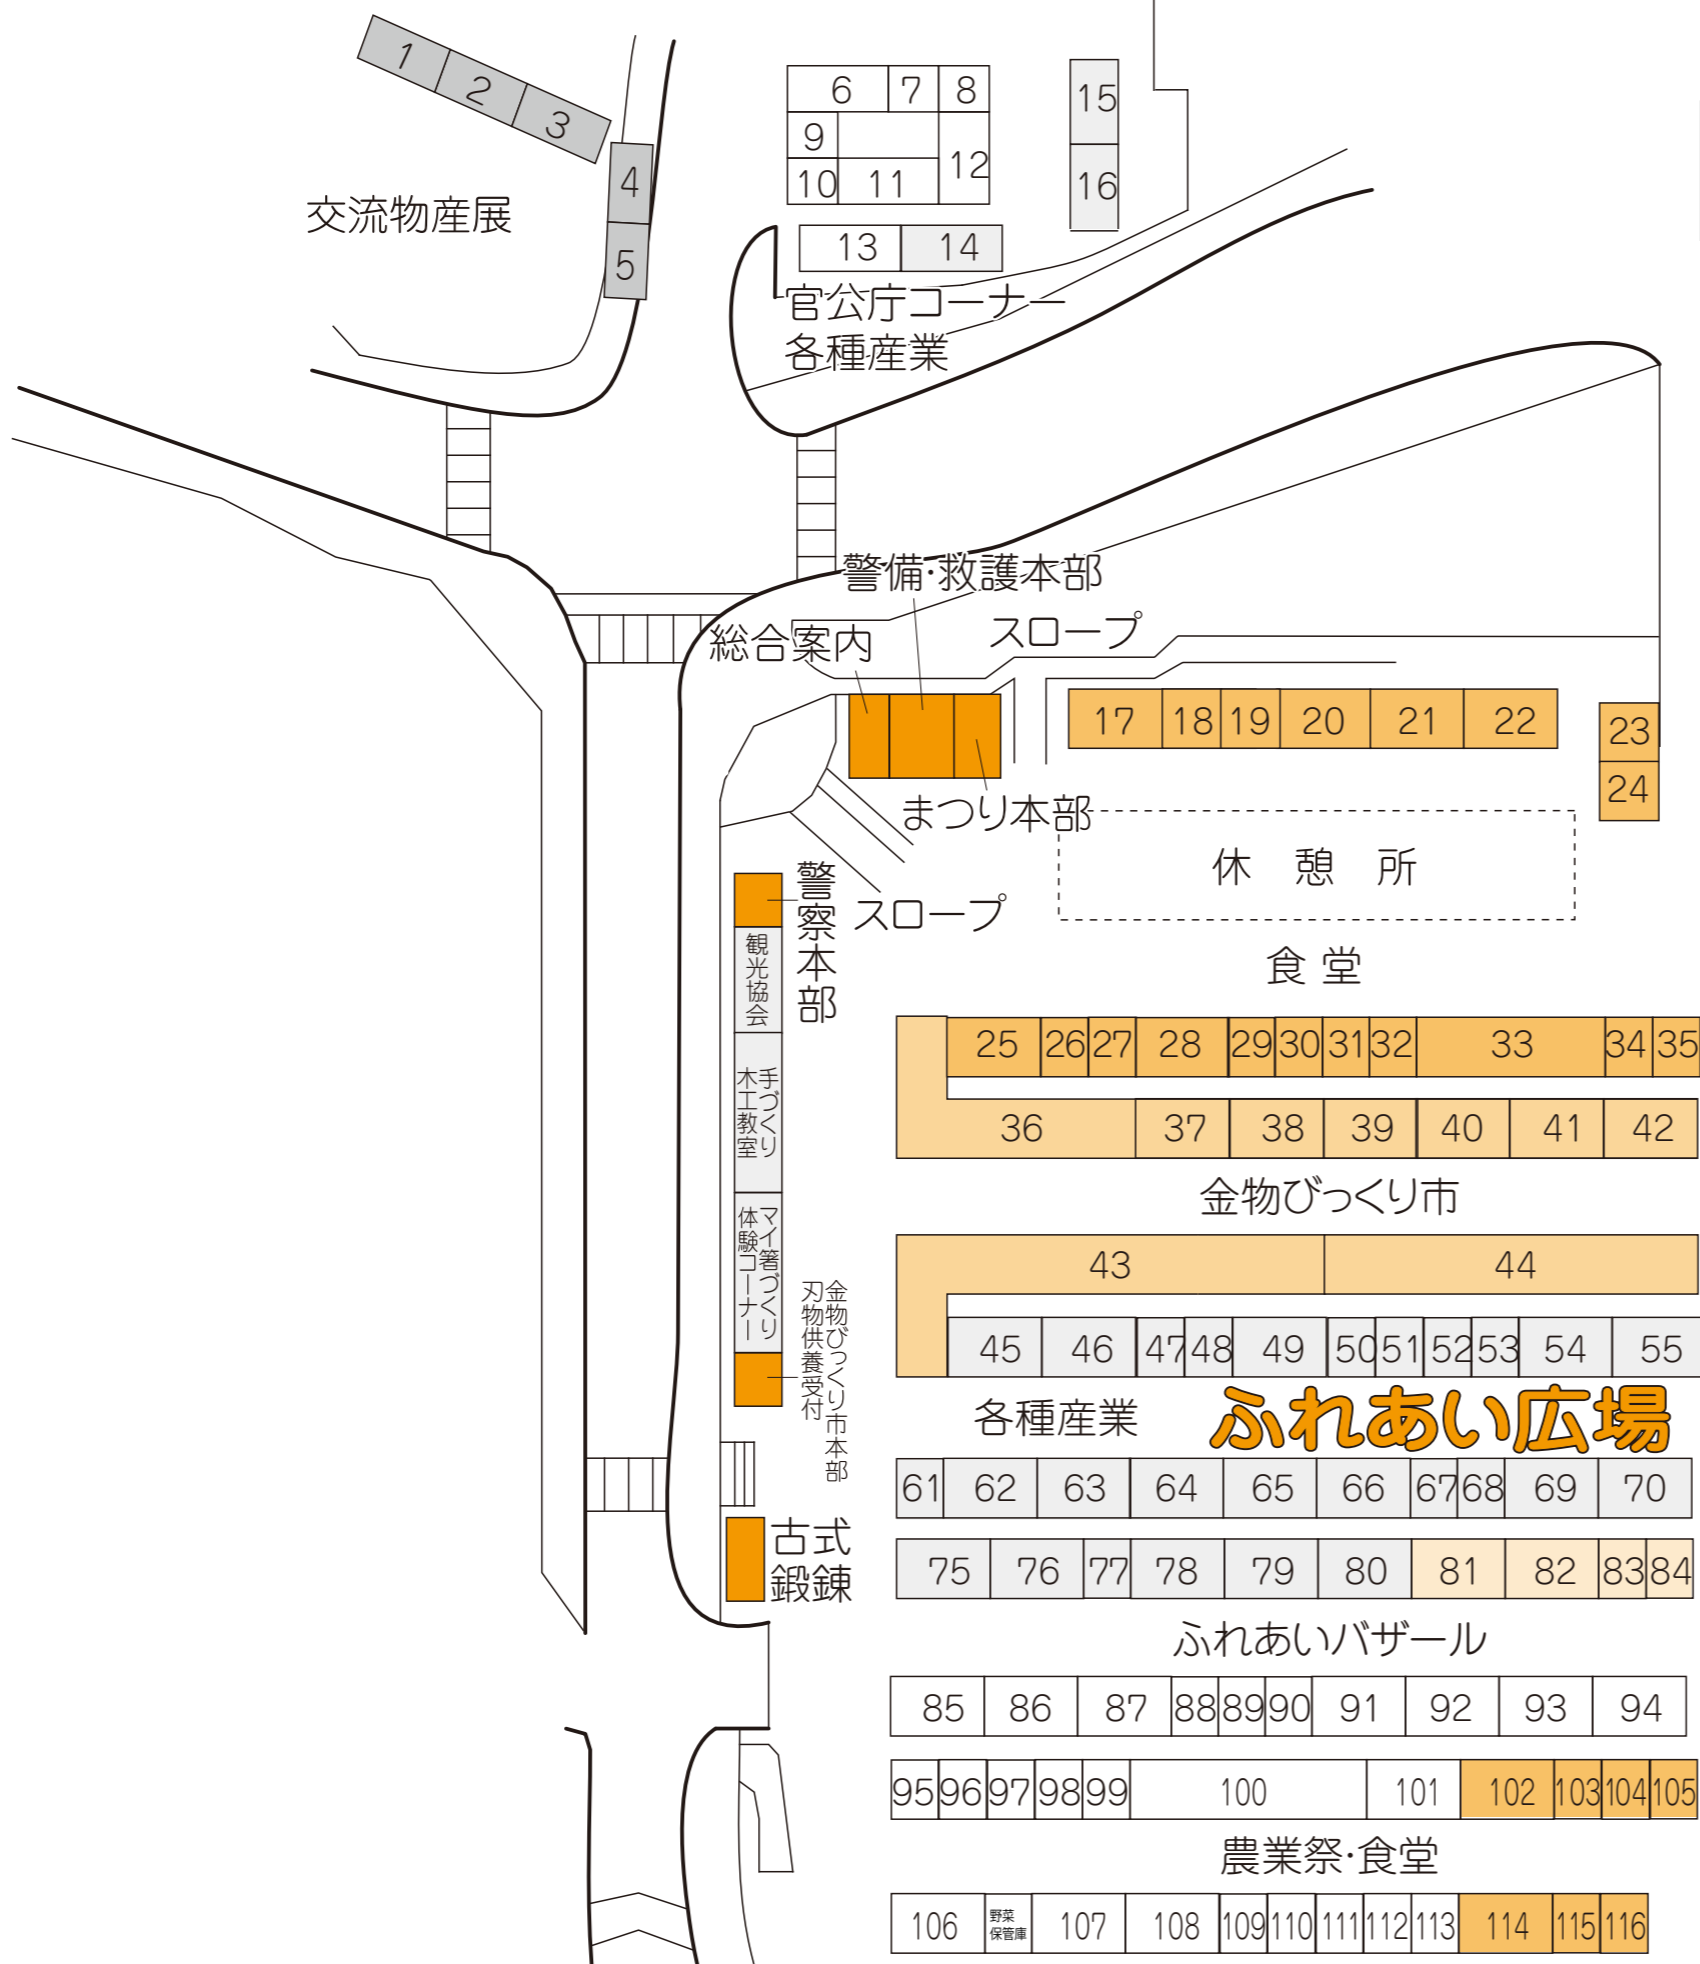 1 2 3
4
5
交流物産展
6 7 8
9
10 11 12
13 14
15
16
官公庁コーナー
各種産業
警備・救護本部
総合案内
スロープ
まつり本部
17 18 19 20 21 22
23
24
休憩所
警察本部
スロープ
観光協会
食堂
手づくり
木工教室
マイ箸づくり
体験コーナー
金物びっくり市本部
刃物供養受付
古式
鍛錬
25 26 27 28 29 30 31 32 33 34 35
36 37 38 39 40 41 42
金物びっくり市
43 44
45 46 47 48 49 50 51 52 53 54 55
各種産業
ふれあい広場
61 62 63 64 65 66 67 68 69 70
75 76 77 78 79 80 81 82 83 84
ふれあいバザール
85 86 87 88 89 90 91 92 93 94
95 96 97 98 99 100 101 102 103 104 105
農業祭・食堂
106 野菜
保管庫 107 108 109 110 111 112 113 114 115 116